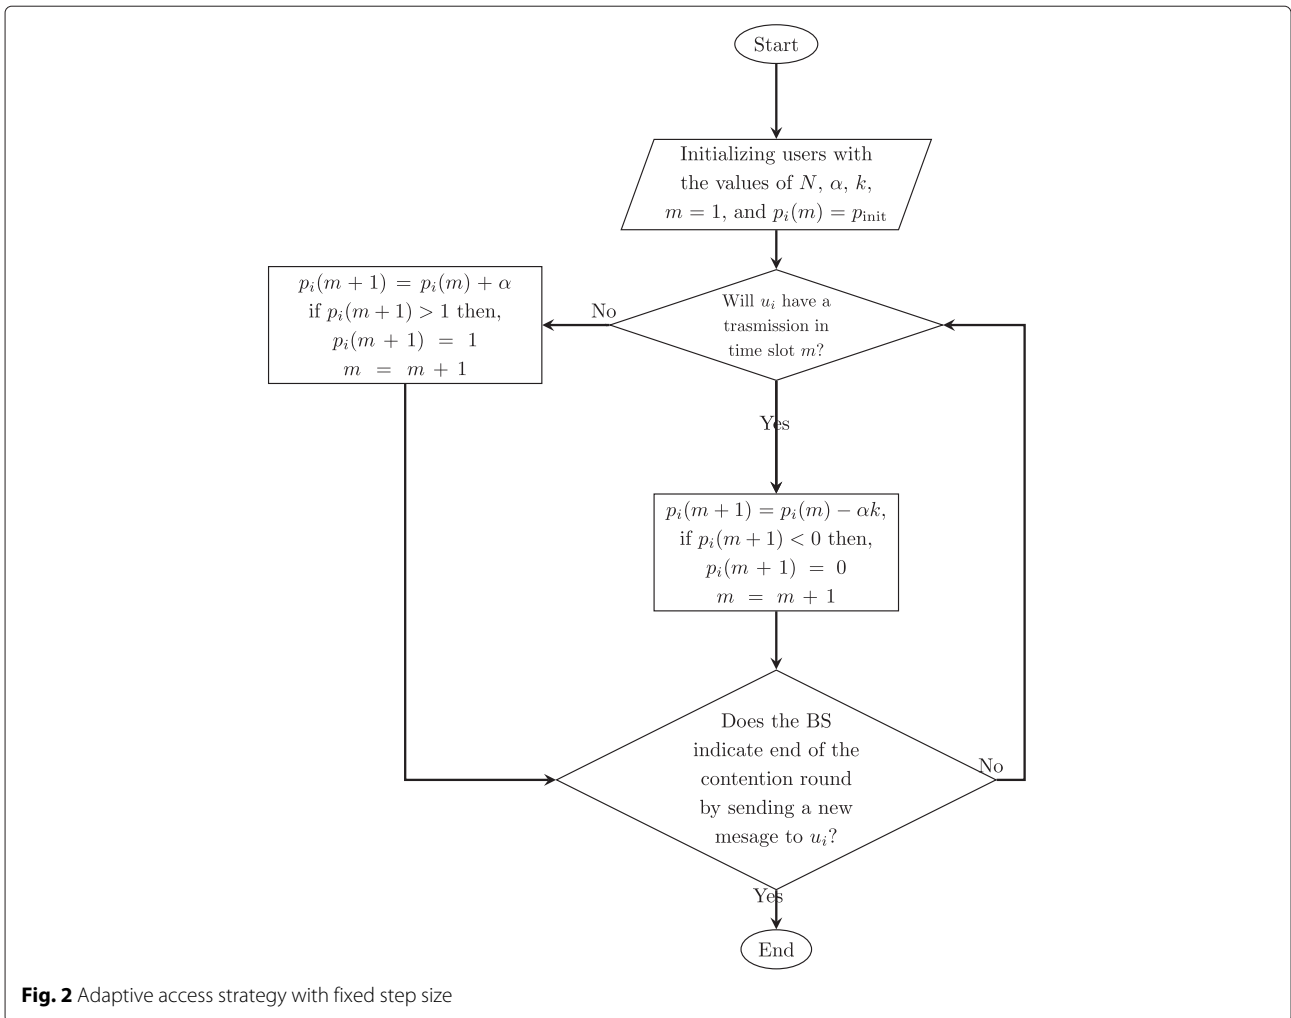 Start
Initializing users with
the values of N, α, k,
m = 1, and p_i(m) = p_init
p_i(m + 1) = p_i(m) + α
if p_i(m + 1) > 1 then,
p_i(m + 1) = 1
m = m + 1
No
Will u_i have a
trasmission in
time slot m?
Yes
p_i(m + 1) = p_i(m) − αk,
if p_i(m + 1) < 0 then,
p_i(m + 1) = 0
m = m + 1
Does the BS
indicate end of the
contention round
by sending a new
mesage to u_i?
No
Yes
End
Fig. 2 Adaptive access strategy with fixed step size